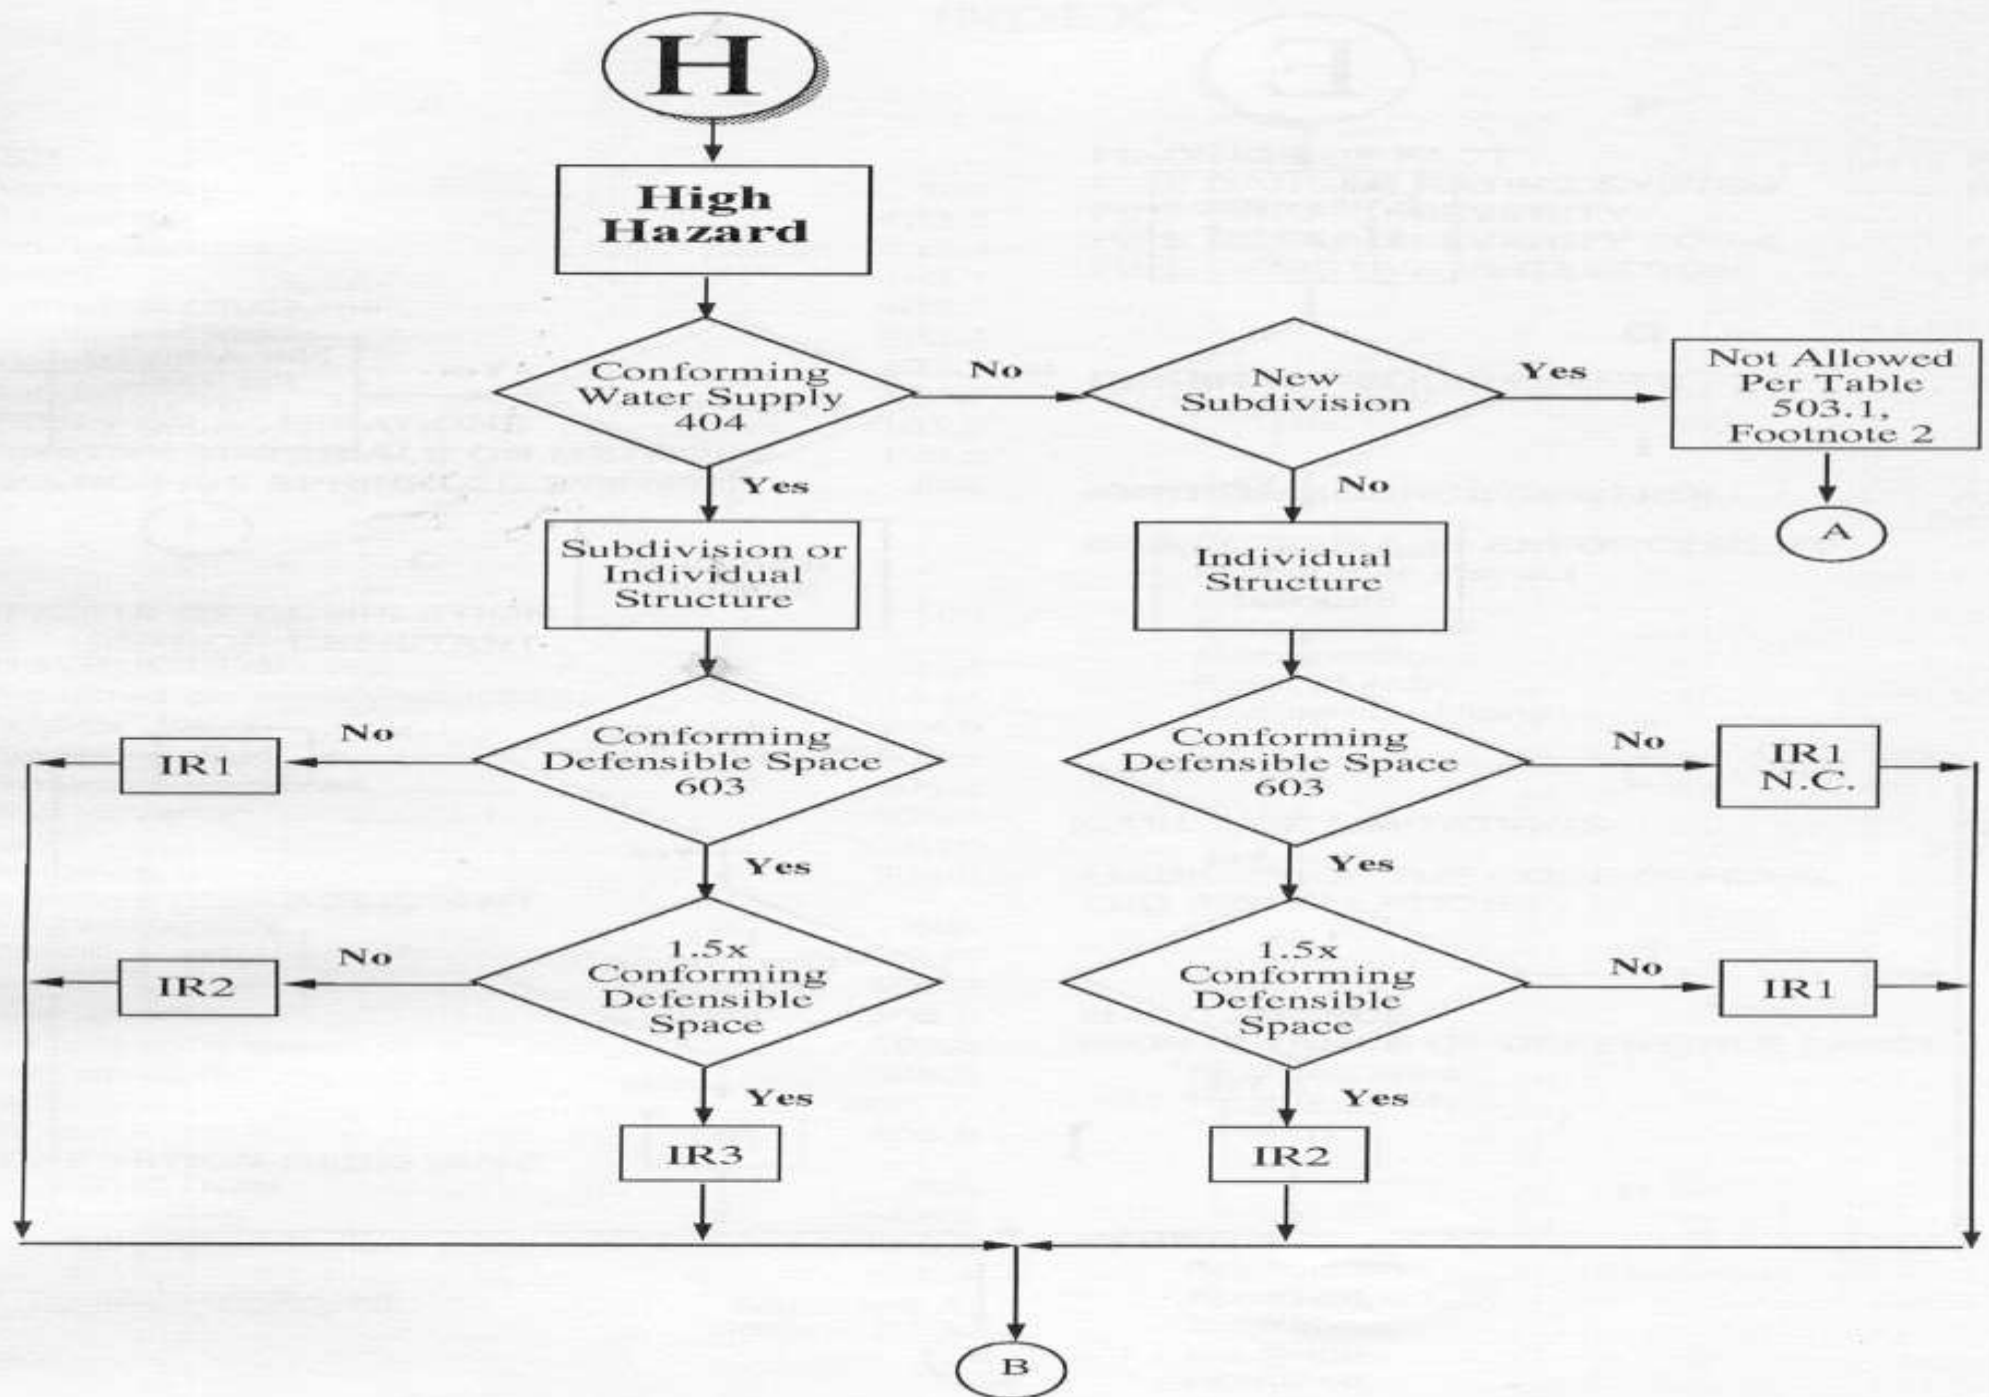 H
High
Hazard
Conforming
Water Supply
404
No
New
Subdivision
Yes
Not Allowed
Per Table
503.1,
Footnote 2
Yes
No
A
Subdivision or
Individual
Structure
Individual
Structure
No
IR1
Conforming
Defensible Space
603
Conforming
Defensible Space
603
No
IR1
N.C.
Yes
Yes
No
IR2
1.5x
Conforming
Defensible
Space
1.5x
Conforming
Defensible
Space
No
IR1
Yes
Yes
IR3
IR2
B